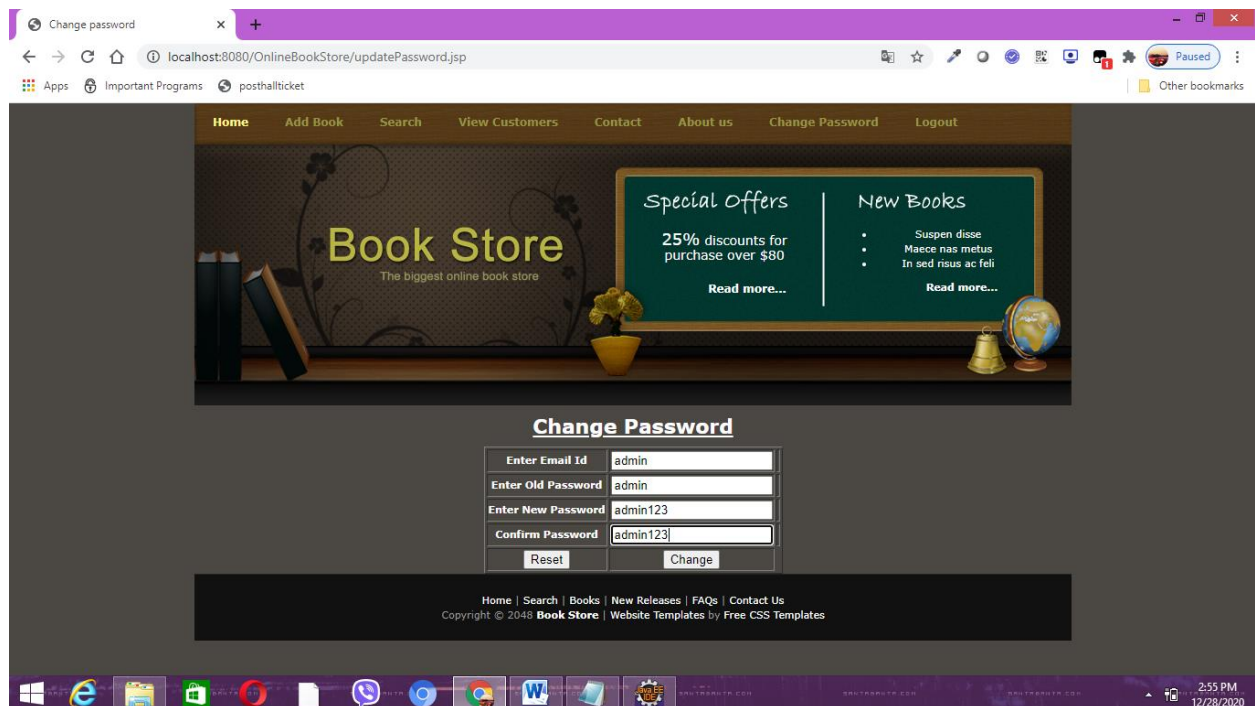 Change password
localhost:8080/OnlineBookStore/updatePassword.jsp
1
Paused
Apps Important Programs posthallticket Other bookmarks
Home Add Book Search View Customers Contact About us Change Password Logout
Special Offers
25% discounts for
purchase over $80
Read more...
New Books
Suspen disse
Maece nas metus
In sed risus ac feli
Read more...
Book Store
The biggest online book store
Change Password
Enter Email Id admin
Enter Old Password admin
Enter New Password admin123
Confirm Password admin123
Reset Change
Home | Search | Books | New Releases | FAQs | Contact Us
Copyright © 2048 Book Store | Website Templates by Free CSS Templates
W
Java EE
IDE
2:55 PM
12/28/2020